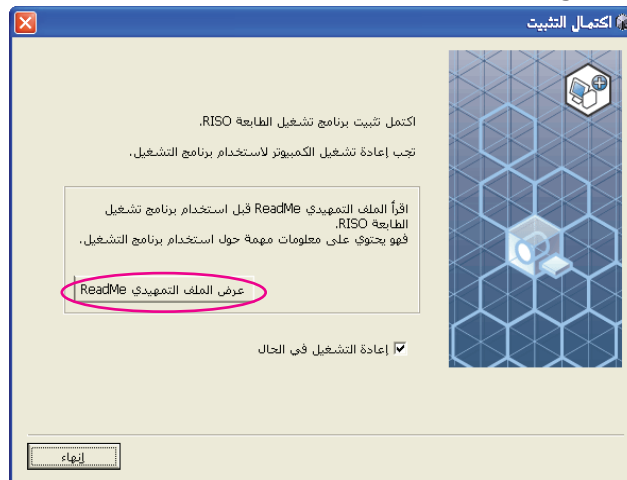 اكتمال التثبيت
اكتمل تثبيت برنامج تشغيل الطابعة RISO.
تجب إعادة تشغيل الكمبيوتر لاستخدام برنامج التشغيل.
اقرأ الملف التمهيدي ReadMe قبل استخدام برنامج تشغيل
الطابعة RISO.
فهو يحتوي على معلومات مهمة حول استخدام برنامج التشغيل.
عرض الملف التمهيدي ReadMe
إعادة التشغيل في الحال
إنهاء